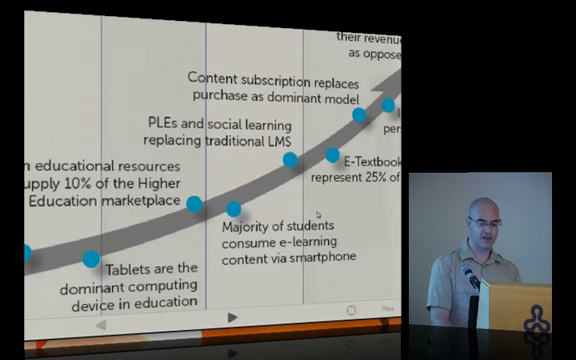 their revenu
as oppose
Content subscription replaces
purchase as dominant model
PLEs and social learning
replacing traditional LMS
pers
E-Textbook
represent 25% of
n educational resources
upply 10% of the Higher
Education marketplace
Majority of students
consume e-learning
content via smartphone
Tablets are the
dominant computing
device in education